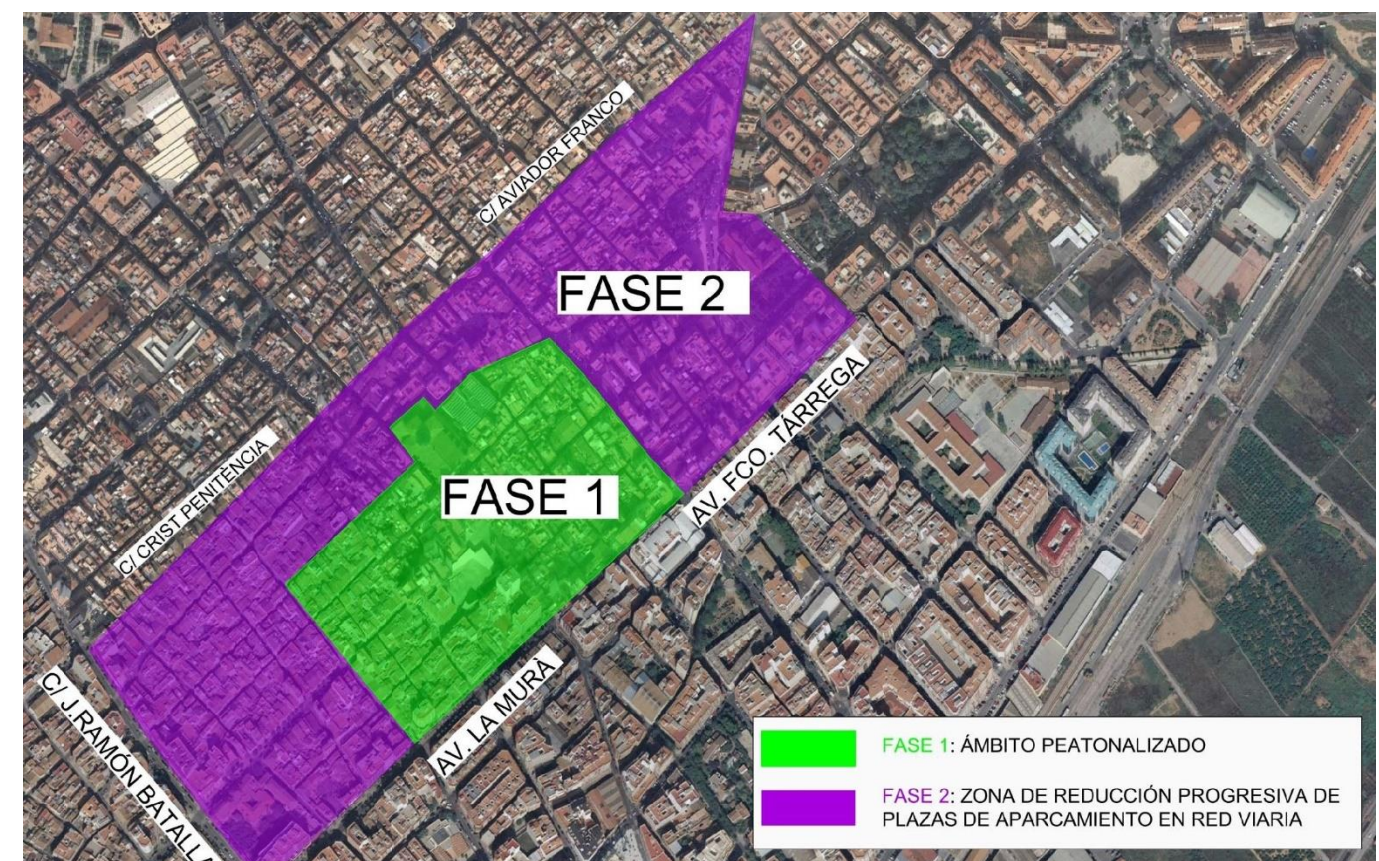 C/ AVIADOR FRANCO
FASE 2
AV. FCO. TÁRREGA
C/ CRIST PENITÈNCIA
FASE 1
C/ J.RAMÓN BATALLA
AV. LA MURÀ
FASE 1: ÁMBITO PEATONALIZADO
FASE 2: ZONA DE REDUCCIÓN PROGRESIVA DE
PLAZAS DE APARCAMIENTO EN RED VIARIA